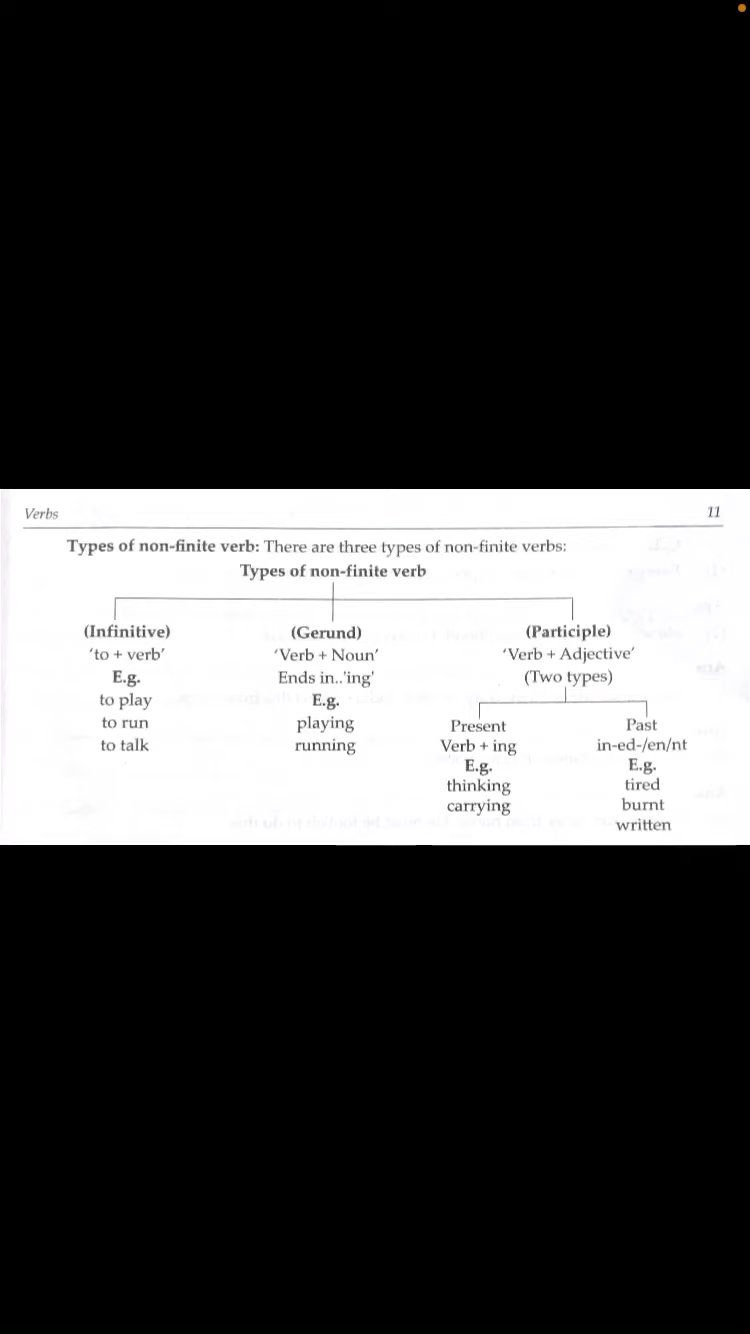 Verbs 11
Types of non-finite verb: There are three types of non-finite verbs:
Types of non-finite verb
(Infinitive)
'to + verb'
E.g.
to play
to run
to talk
(Gerund)
'Verb + Noun'
Ends in..'ing'
E.g.
playing
running
(Participle)
'Verb + Adjective'
(Two types)
Present
Verb + ing
E.g.
thinking
carrying
Past
in-ed-/en/nt
E.g.
tired
burnt
written